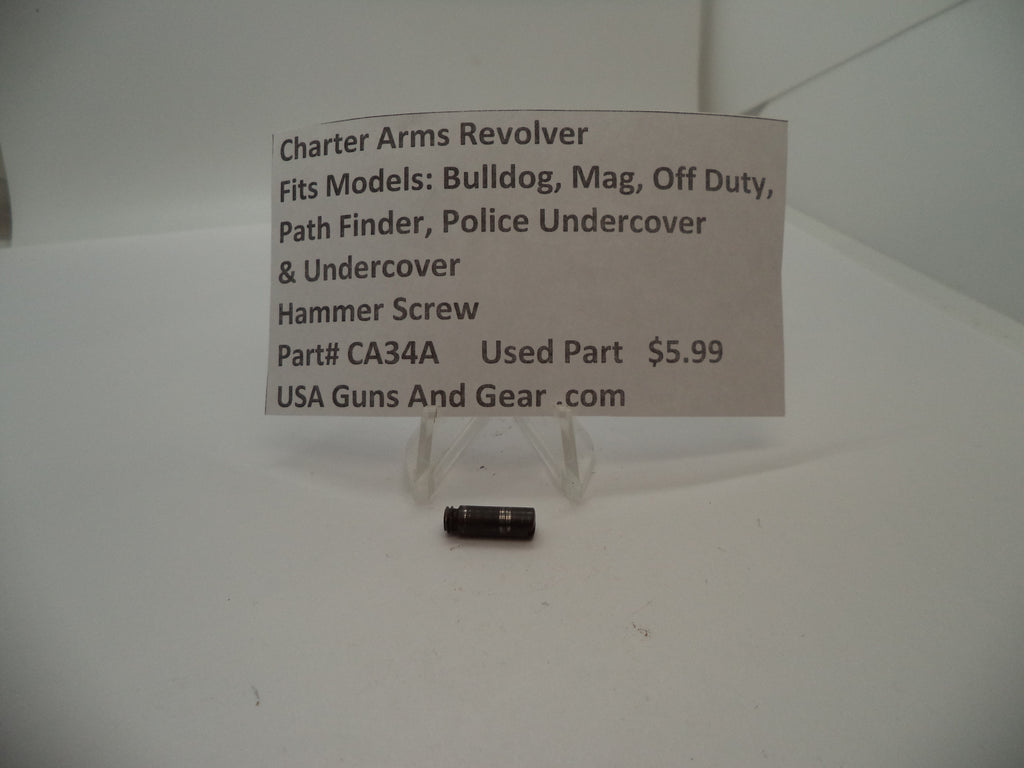 Charter Arms Revolver
Fits Models: Bulldog, Mag, Off Duty,
Path Finder, Police Undercover
& Undercover
Hammer Screw
Part# CA34A Used Part $5.99
USA Guns And Gear .com